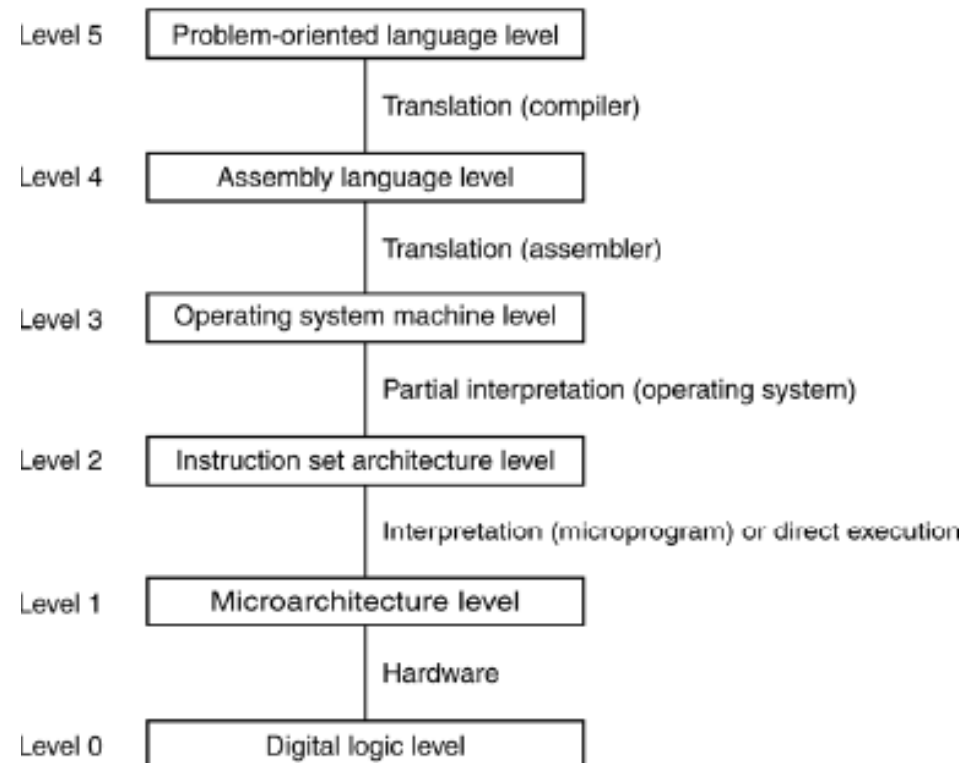 Level 5 Problem-oriented language level
Translation (compiler)
Level 4 Assembly language level
Translation (assembler)
Level 3 Operating system machine level
Partial interpretation (operating system)
Level 2 Instruction set architecture level
Interpretation (microprogram) or direct execution
Level 1 Microarchitecture level
Hardware
Level 0 Digital logic level